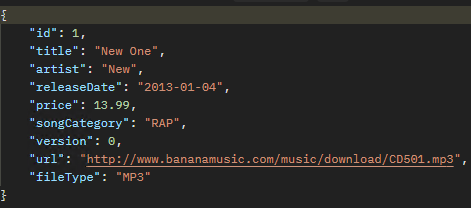 {
    "id": 1,
    "title": "New One",
    "artist": "New",
    "releaseDate": "2013-01-04",
    "price": 13.99,
    "songCategory": "RAP",
    "version": 0,
    "url": "http://www.bananamusic.com/music/download/CD501.mp3",
    "fileType": "MP3"
}